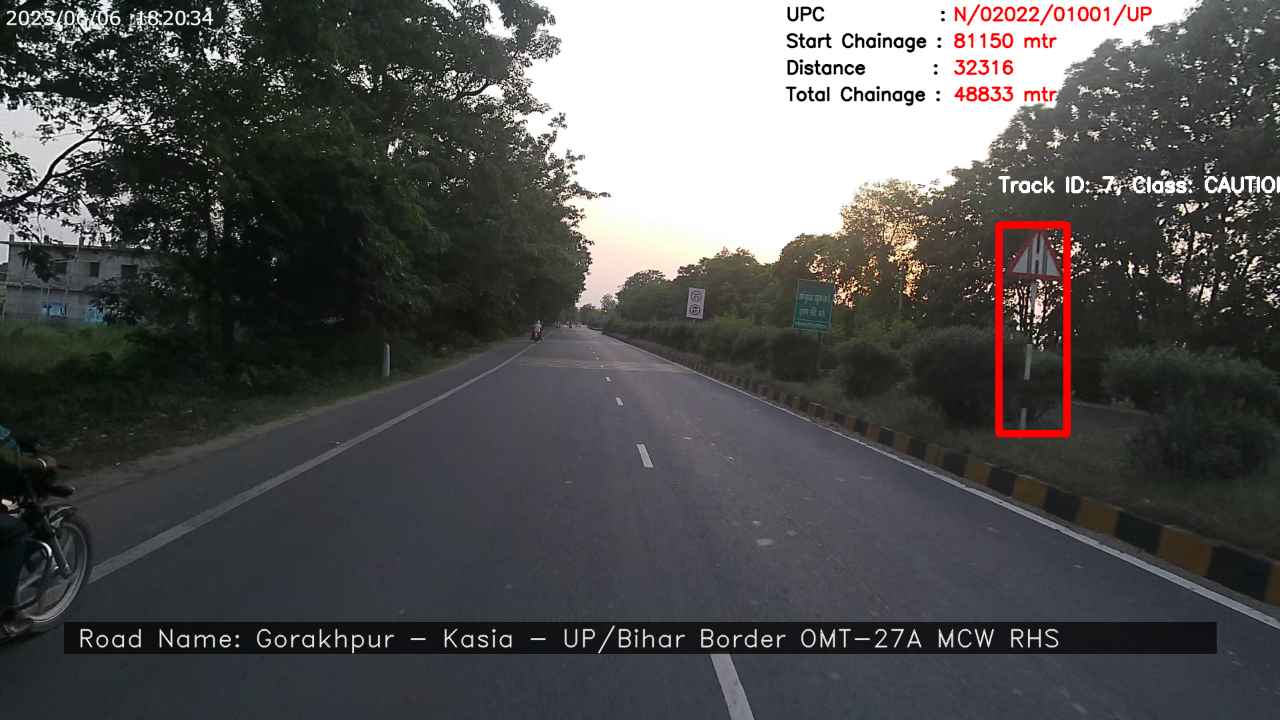 2025/06/06 18:20:34
UPC : N/02022/01001/UP
Start Chainage : 81150 mtr
Distance : 32316
Total Chainage : 48833 mtr
Track ID: 7, Class: CAUTIO
Road Name: Gorakhpur - Kasia - UP/Bihar Border OMT-27A MCW RHS